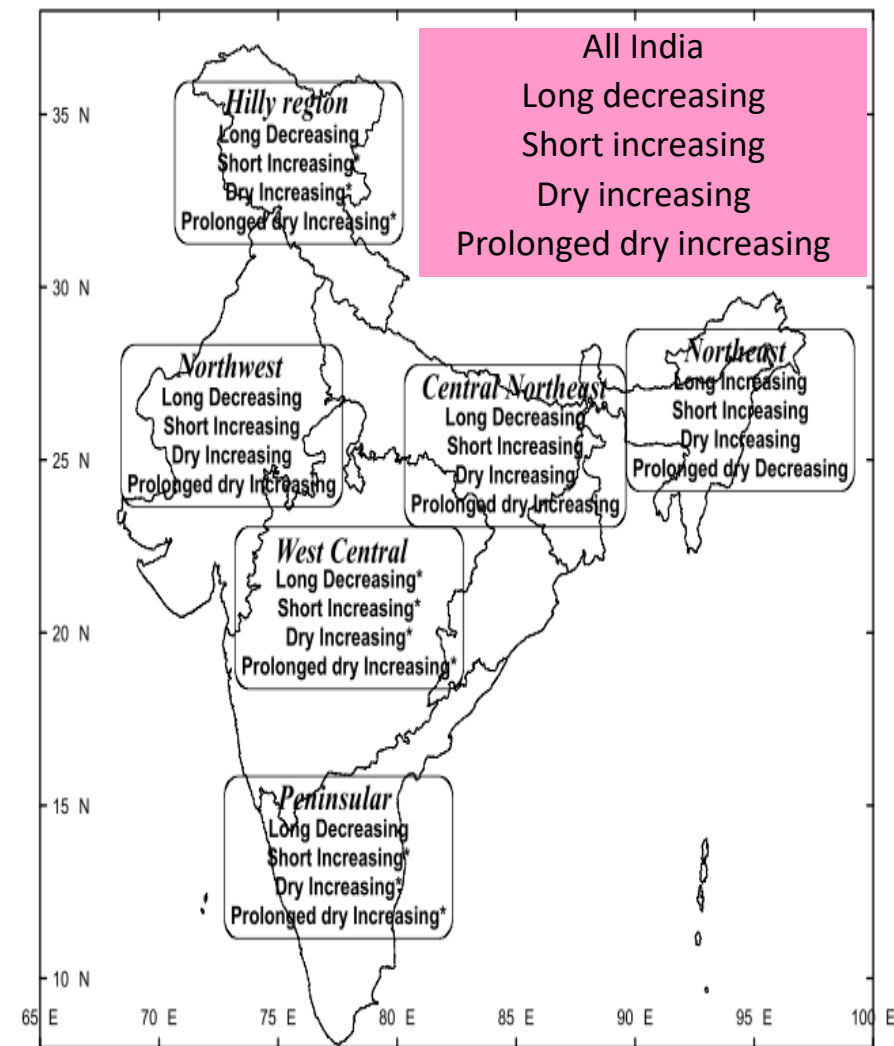 All India
Long decreasing
Short increasing
Dry increasing
Prolonged dry increasing
35 N
Hilly region
Long Decreasing
Short Increasing*
Dry Increasing*
Prolonged dry Increasing*
30 N
Northwest
Long Decreasing
Short Increasing
Dry Increasing
Prolonged dry Increasing
Central Northeast
Long Decreasing
Short Increasing
Dry Increasing
Prolonged dry Increasing
Northeast
Long Increasing
Short Increasing
Dry Increasing
Prolonged dry Decreasing
25 N
West Central
Long Decreasing*
Short Increasing*
Dry Increasing*
Prolonged dry Increasing*
20 N
15 N
Peninsular
Long Decreasing
Short Increasing*
Dry Increasing*
Prolonged dry Increasing*
10 N
65 E 70 E 75 E 80 E 85 E 90 E 95 E 100 E